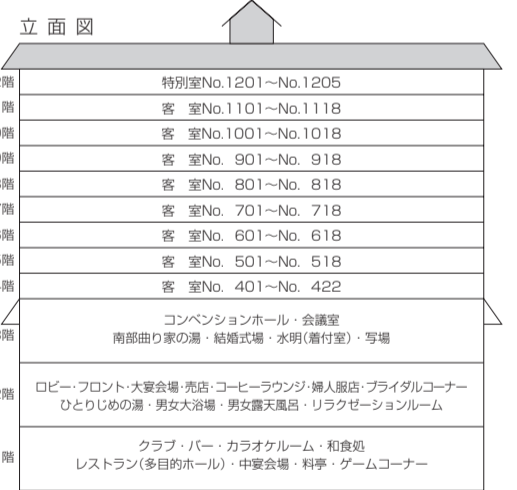 立面図
2階 特別室No.1201～No.1205
階 客 室No.1101～No.1118
0階 客 室No.1001～No.1018
9階 客 室No. 901～No. 918
8階 客 室No. 801～No. 818
7階 客 室No. 701～No. 718
6階 客 室No. 601～No. 618
5階 客 室No. 501～No. 518
4階 客 室No. 401～No. 422
コンベンションホール・会議室
3階 南部曲り家の湯・結婚式場・水明(着付室)・写場
ロビー・フロント・大宴会場・売店・コーヒーラウンジ・婦人服店・ブライダルコーナー
2階 ひとりじめの湯・男女大浴場・男女露天風呂・リラクゼーションルーム
クラブ・バー・カラオケルーム・和食処
階 レストラン(多目的ホール)・中宴会場・料亭・ゲームコーナー